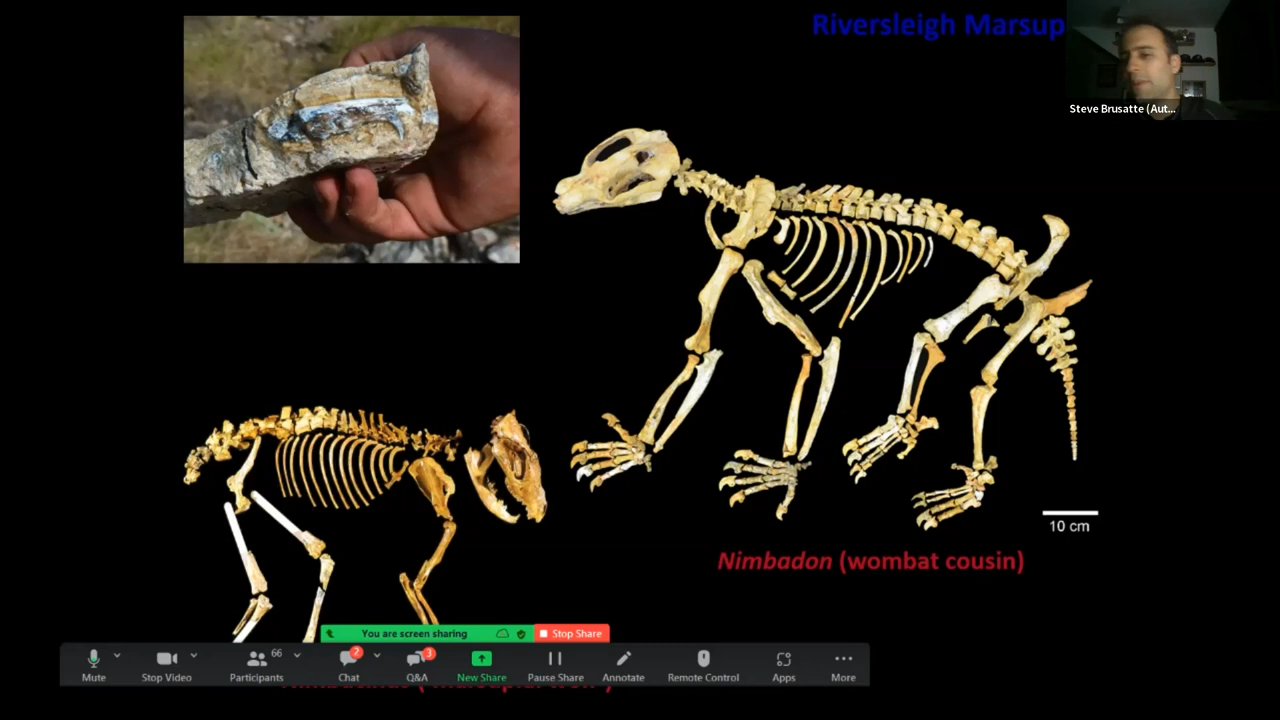 Riversleigh Marsup
Steve Brusatte (Aut...
10 cm
Nimbadon (wombat cousin)
You are screen sharing
Stop Share
66
2
3
Mute
Stop Video
Participants
Chat
Q&A
New Share
Pause Share
Annotate
Remote Control
Apps
More